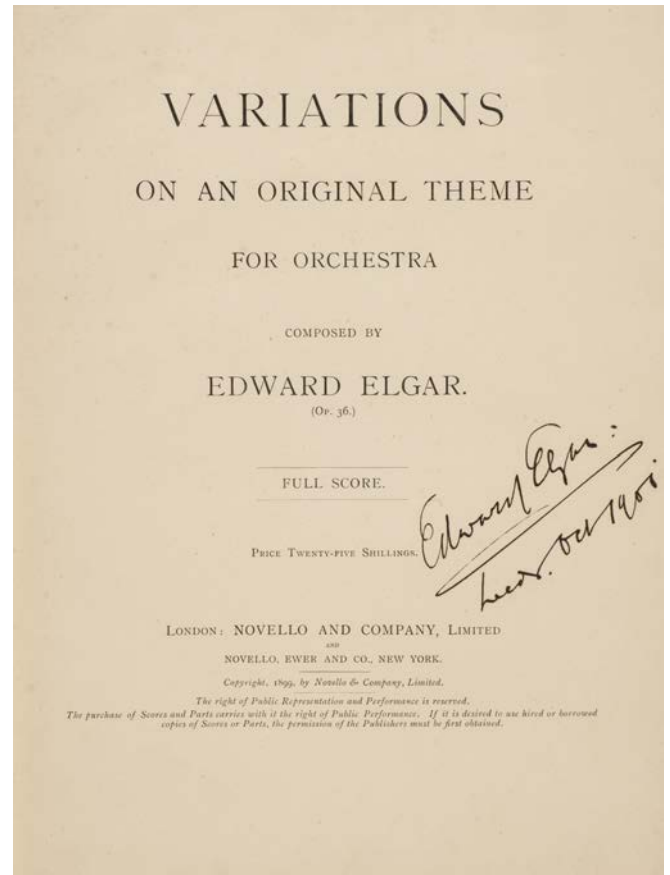 VARIATIONS
ON AN ORIGINAL THEME
FOR ORCHESTRA
COMPOSED BY
EDWARD ELGAR.
(OP. 36.)
FULL SCORE.
PRICE TWENTY-FIVE SHILLINGS.
Edward Elgar:
Leeds. Oct 1901
LONDON: NOVELLO AND COMPANY, LIMITED
AND
NOVELLO, EWER AND CO., NEW YORK.
Copyright, 1899, by Novello & Company, Limited.
The right of Public Representation and Performance is reserved.
The purchase of Scores and Parts carries with it the right of Public Performance. If it is desired to use hired or borrowed
copies of Scores or Parts, the permission of the Publishers must be first obtained.